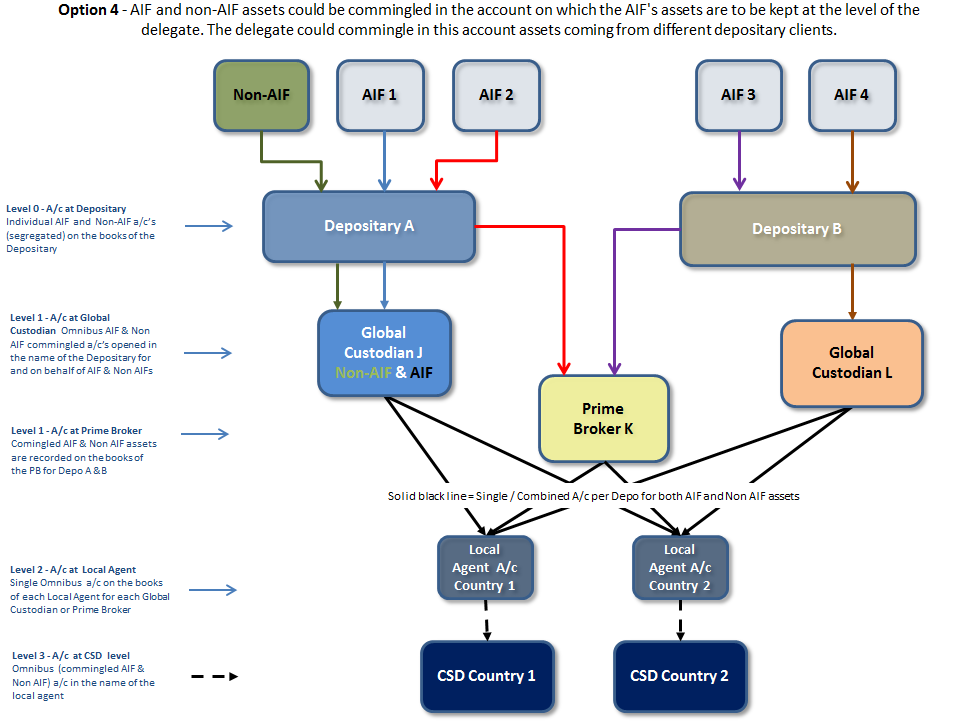 Option 4 - AIF and non-AIF assets could be commingled in the account on which the AIF's assets are to be kept at the level of the
delegate. The delegate could commingle in this account assets coming from different depositary clients.
Non-AIF
AIF 1
AIF 2
AIF 3
AIF 4
Level 0 - A/c at Depositary
Individual AIF and Non-AIF a/c's
(segregated) on the books of the
Depositary
Depositary A
Depositary B
Level 1 - A/c at Global
Custodian Omnibus AIF & Non
AIF commingled a/c's opened in
the name of the Depositary for
and on behalf of AIF & Non AIFs
Global
Custodian J
Non-AIF & AIF
Global
Custodian L
Prime
Broker K
Level 1 - A/c at Prime Broker
Comingled AIF & Non AIF assets
are recorded on the books of
the PB for Depo A & B
Solid black line = Single / Combined A/c per Depo for both AIF and Non AIF assets
Level 2 - A/c at Local Agent
Single Omnibus a/c on the books
of each Local Agent for each Global
Custodian or Prime Broker
Local
Agent A/c
Country 1
Local
Agent A/c
Country 2
Level 3 - A/c at CSD level
Omnibus (commingled AIF &
Non AIF) a/c in the name of the
local agent
CSD Country 1
CSD Country 2